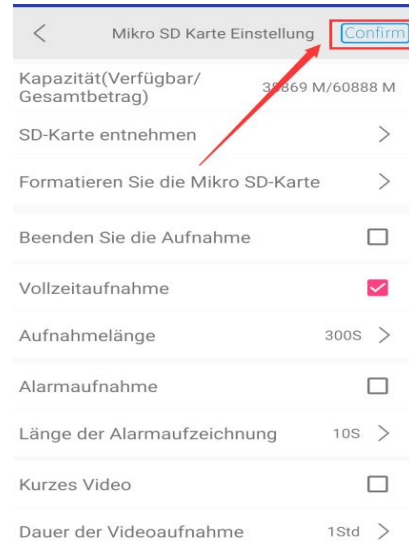 Mikro SD Karte Einstellung Confirm
Kapazität(Verfügbar/
Gesamtbetrag) 38869 M/60888 M
SD-Karte entnehmen
Formatieren Sie die Mikro SD-Karte
Beenden Sie die Aufnahme
Vollzeitaufnahme
Aufnahmelänge 300S
Alarmaufnahme
Länge der Alarmaufzeichnung 10S
Kurzes Video
Dauer der Videoaufnahme 1Std